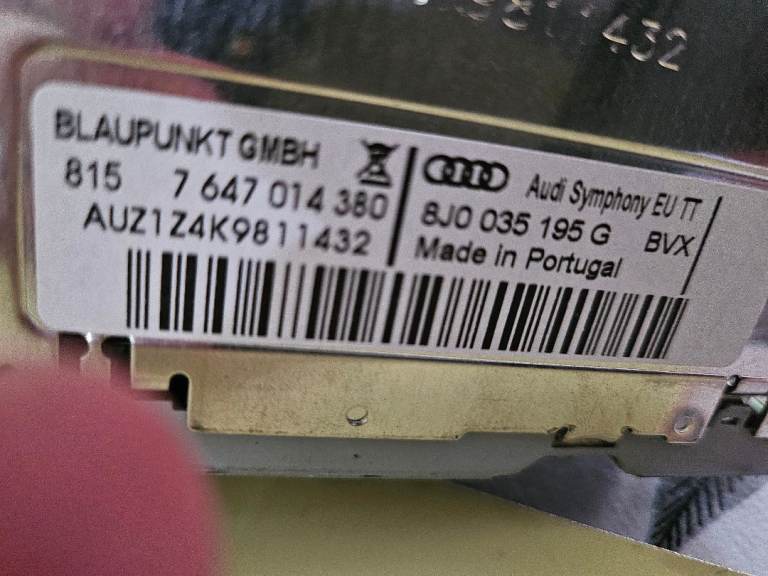 432
BLAUPUNKT GMBH
815 7 647 014 380
AUZ1Z4K9811432
Audi Symphony EU TT
8J0 035 195 G BVX
Made in Portugal